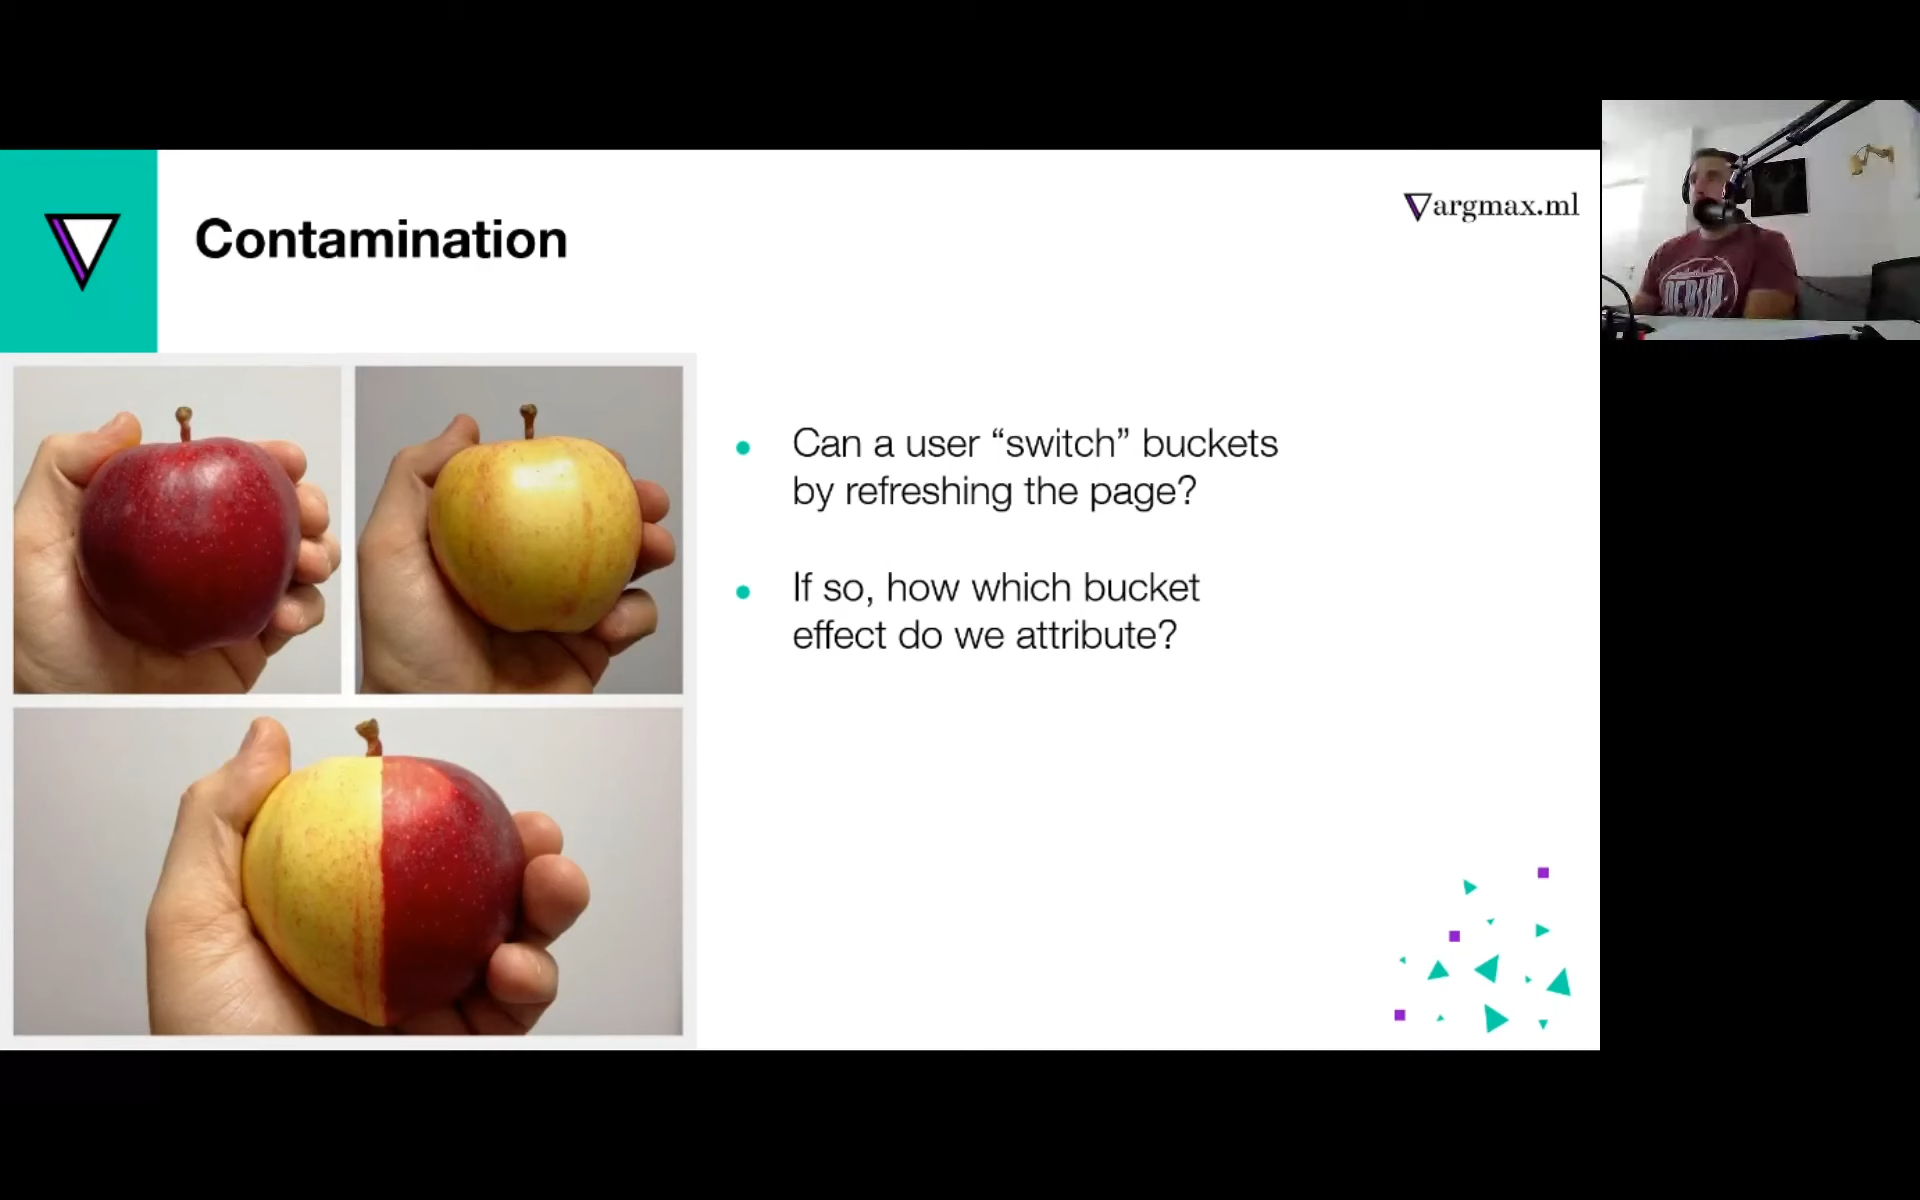 Contamination
argmax.ml
Can a user “switch” buckets
by refreshing the page?
If so, how which bucket
effect do we attribute?
BERLIN